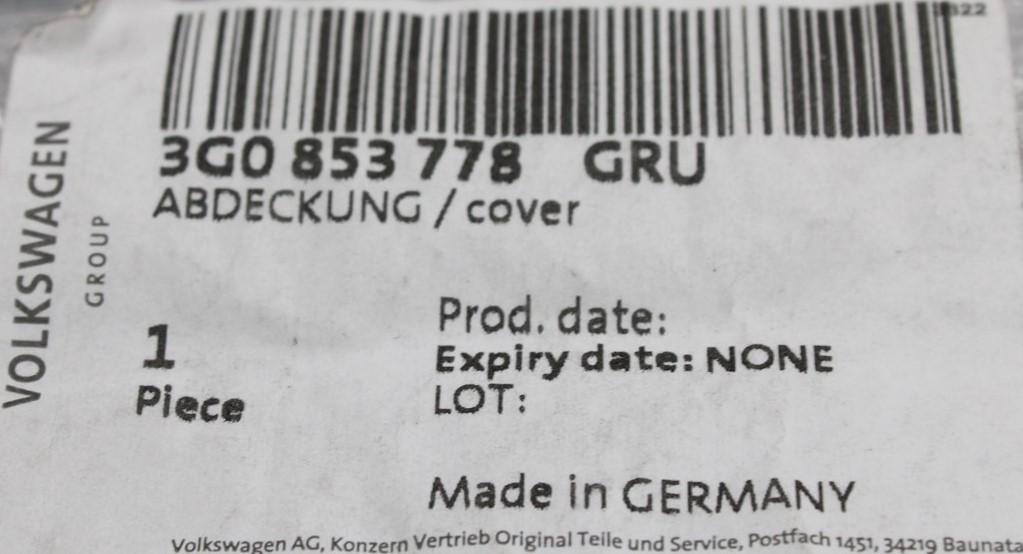 3G0 853 778 GRU
ABDECKUNG / cover
VOLKSWAGEN
GROUP
1
Piece
Prod. date:
Expiry date: NONE
LOT:
Made in GERMANY
Volkswagen AG, Konzern Vertrieb Original Teile und Service, Postfach 1451, 34219 Baunata